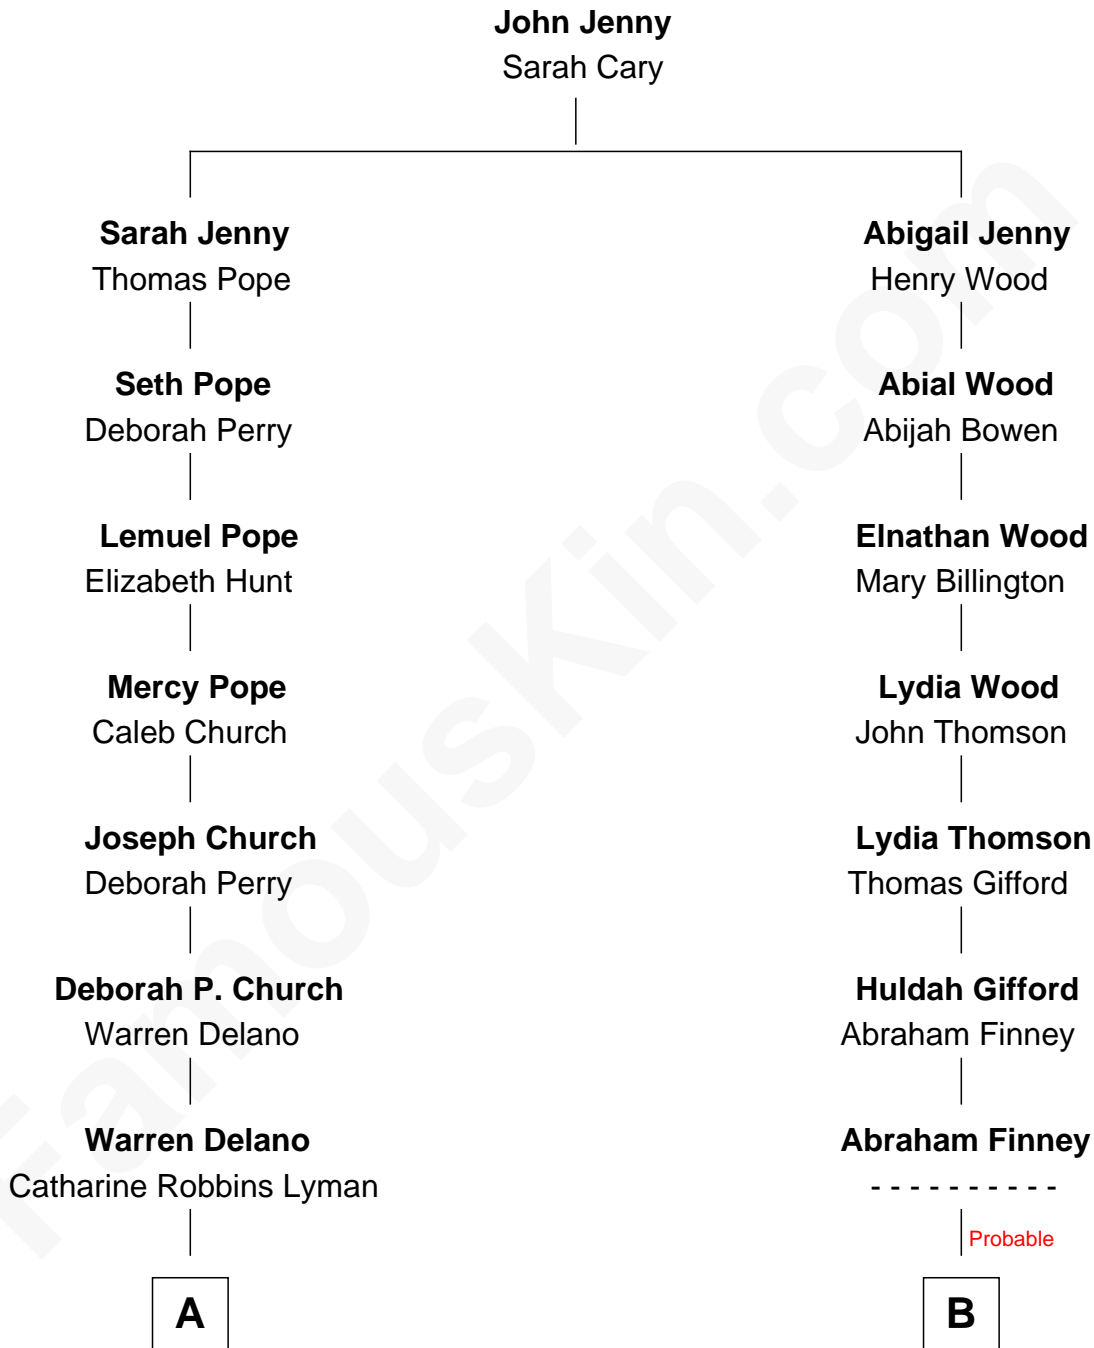 John Jenny
Sarah Cary
Sarah Jenny
Thomas Pope
Abigail Jenny
Henry Wood
Seth Pope
Deborah Perry
Abial Wood
Abijah Bowen
Lemuel Pope
Elizabeth Hunt
Elnathan Wood
Mary Billington
Mercy Pope
Caleb Church
Lydia Wood
John Thomson
Joseph Church
Deborah Perry
Lydia Thomson
Thomas Gifford
Deborah P. Church
Warren Delano
Huldah Gifford
Abraham Finney
Warren Delano
Catharine Robbins Lyman
Abraham Finney
- - - - - - - - - -
Probable
A
B
FamousKin.com